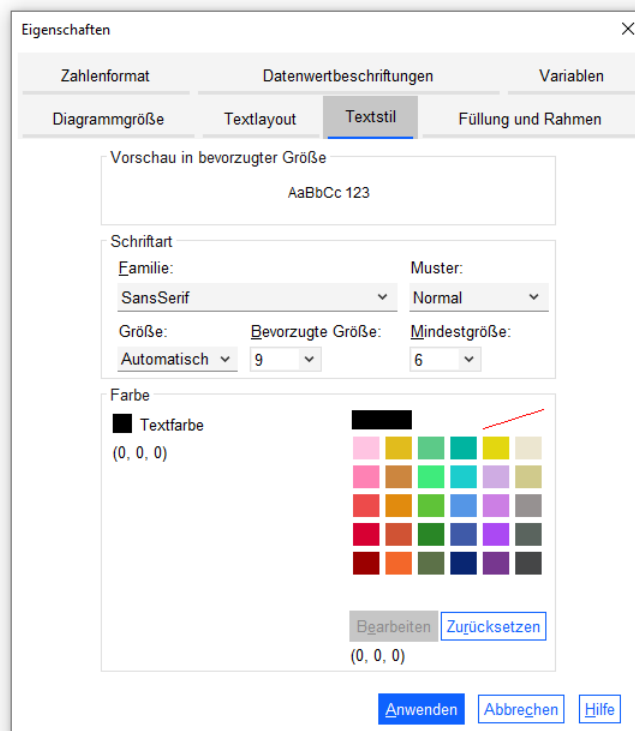 Eigenschaften
Zahlenformat Datenwertbeschriftungen Variablen
Diagrammgröße Textlayout Textstil Füllung und Rahmen
Vorschau in bevorzugter Größe
AaBbCc 123
Schriftart
Familie: Muster:
SansSerif Normal
Größe: Bevorzugte Größe: Mindestgröße:
Automatisch 9 6
Farbe
Textfarbe
(0, 0, 0)
Bearbeiten Zurücksetzen
(0, 0, 0)
Anwenden Abbrechen Hilfe